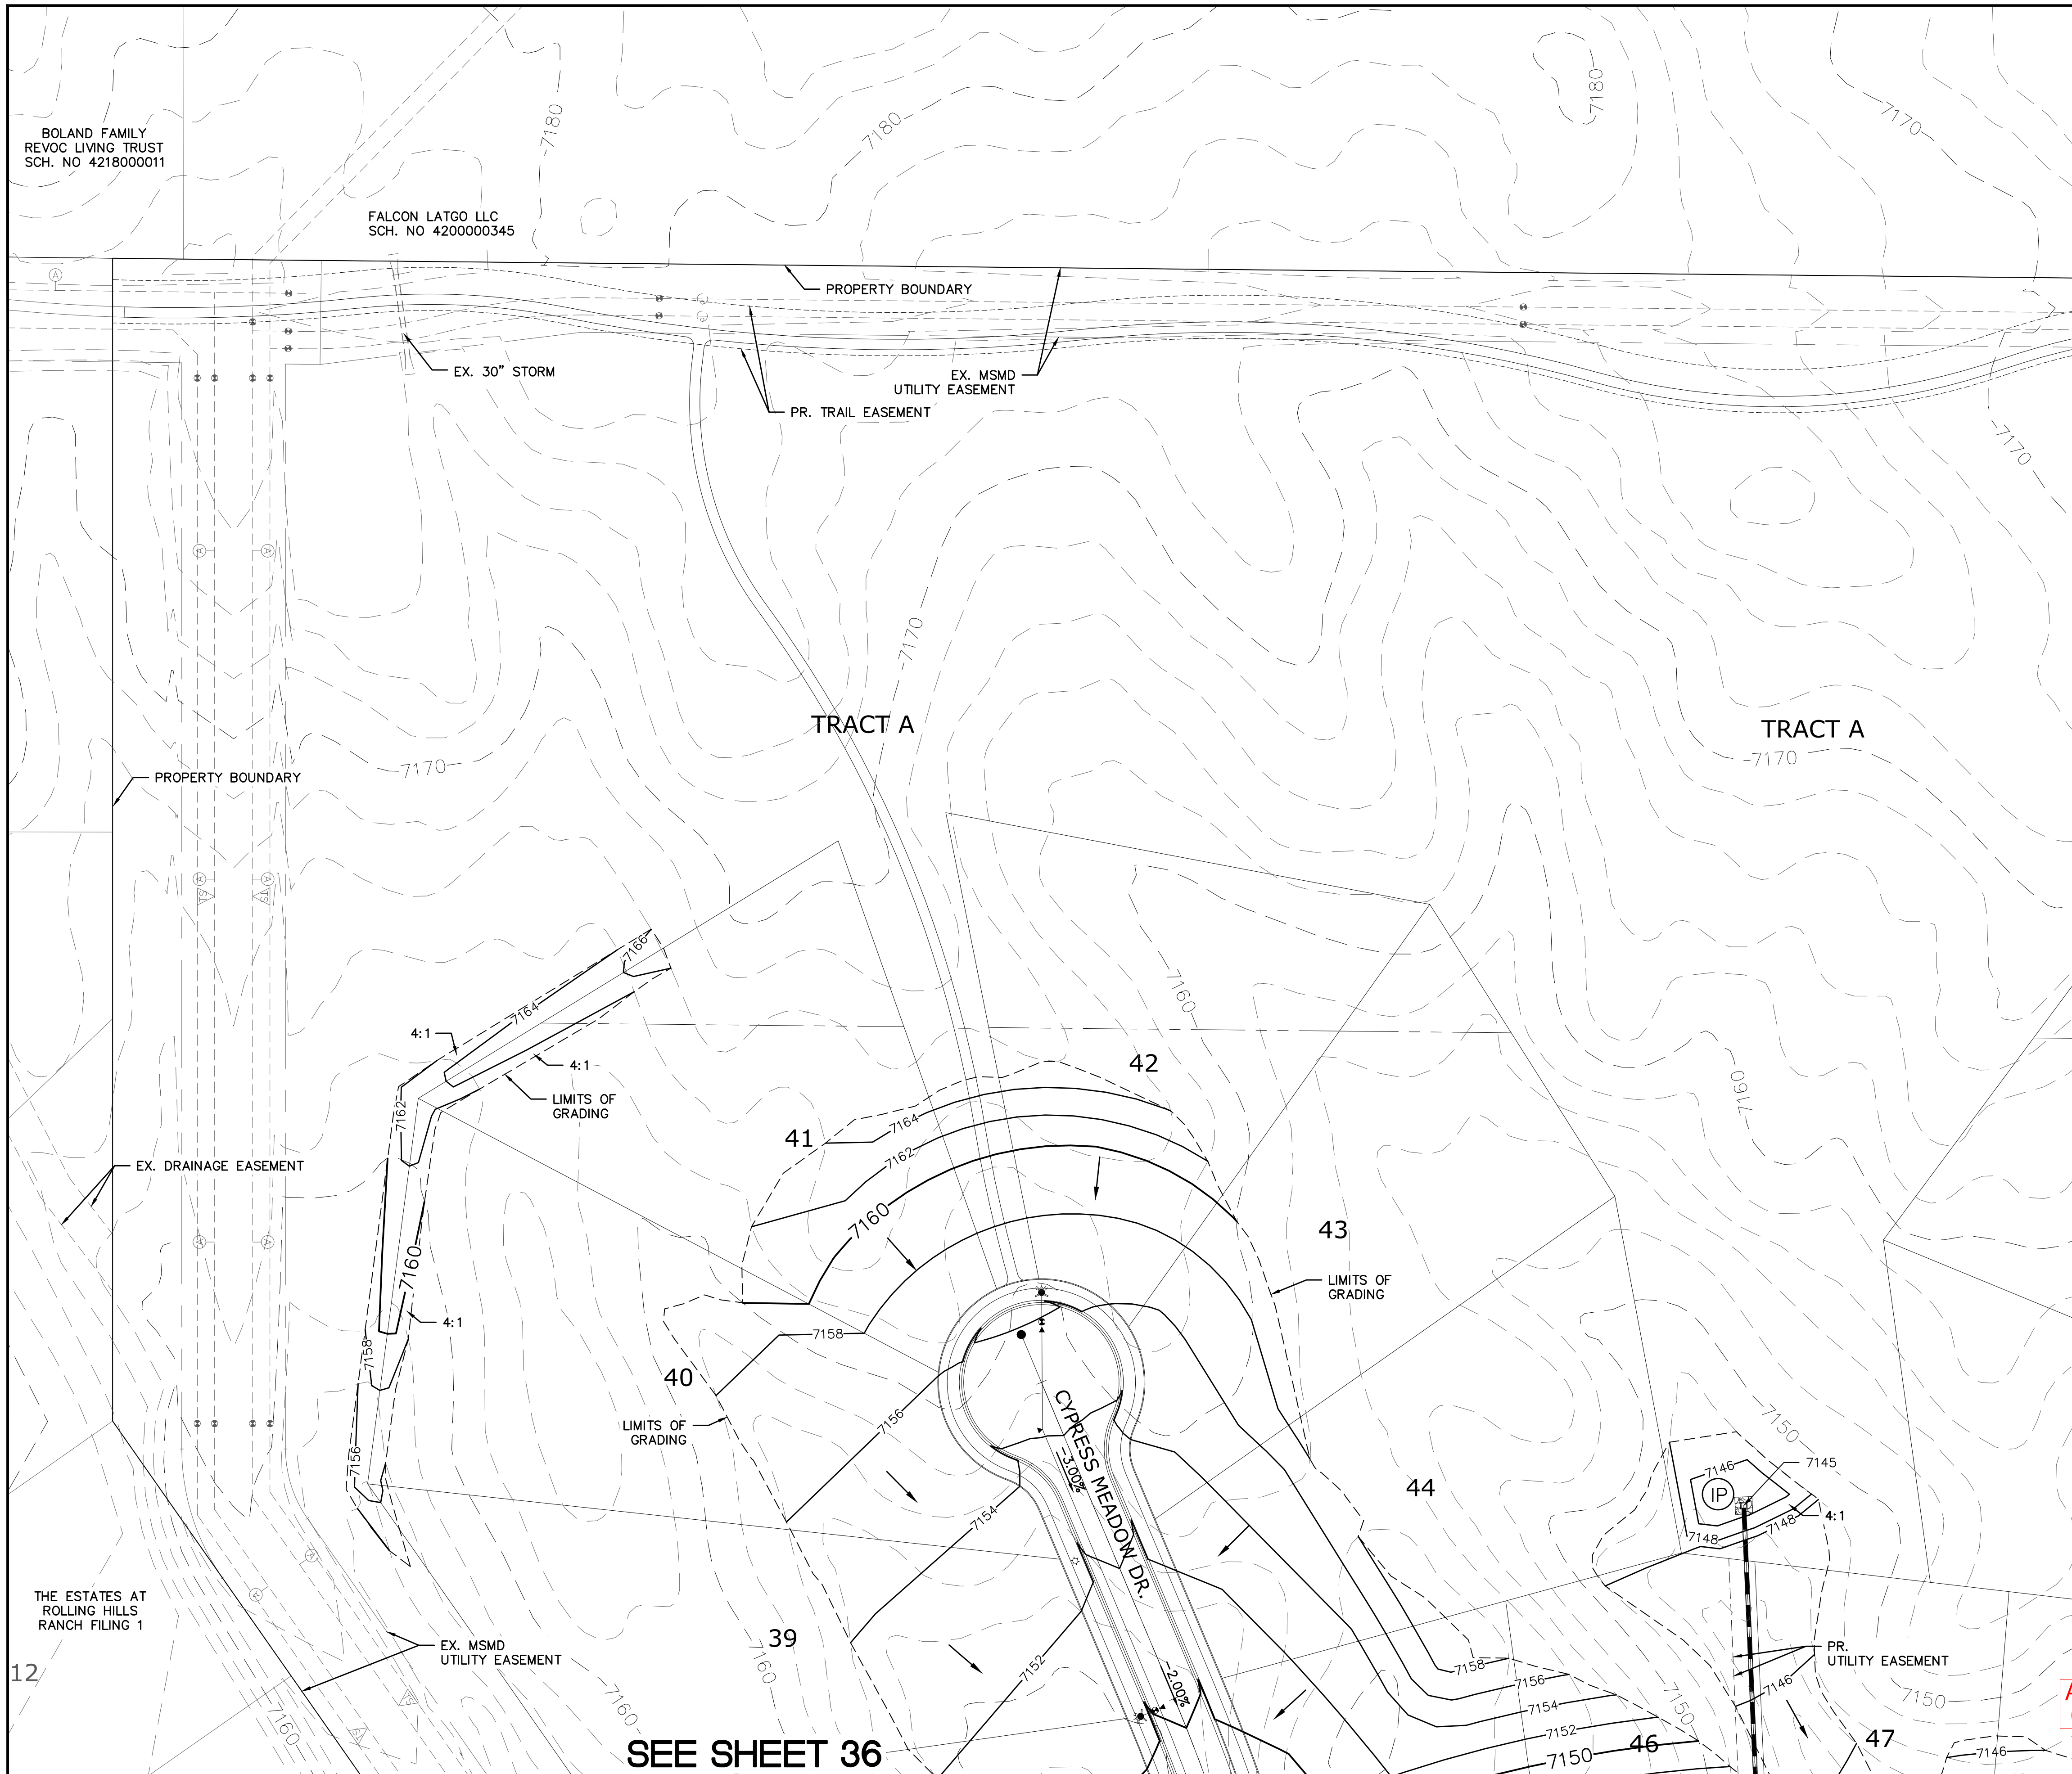 7180
7180
7180
7170
BOLAND FAMILY
REVOC LIVING TRUST
SCH. NO 4218000011
FALCON LATGO LLC
SCH. NO 4200000345
A
PROPERTY BOUNDARY
EX. 30" STORM
EX. MSMD
UTILITY EASEMENT
PR. TRAIL EASEMENT
7170
A
A
7170
TRACT A
TRACT A
7170
7170
PROPERTY BOUNDARY
A
A
TS
7166
7160
7164
4:1
4:1
LIMITS OF
GRADING
7162
42
7160
7164
41
7162
EX. DRAINAGE EASEMENT
7160
43
A
A
7160
LIMITS OF
GRADING
4:1
7158
7158
40
CYPRESS MEADOW DR.
-3.00%
LIMITS OF
GRADING
7156
7150
7156
7146
7145
44
IP
7154
4:1
7148
7148
A
A
THE ESTATES AT
ROLLING HILLS
RANCH FILING 1
39
7160
EX. MSMD
UTILITY EASEMENT
7152
-2.00%
7158
PR.
UTILITY EASEMENT
12
7156
7146
7150
7154
7160
7160
7152
7150
SEE SHEET 36
7150
46
47
7146